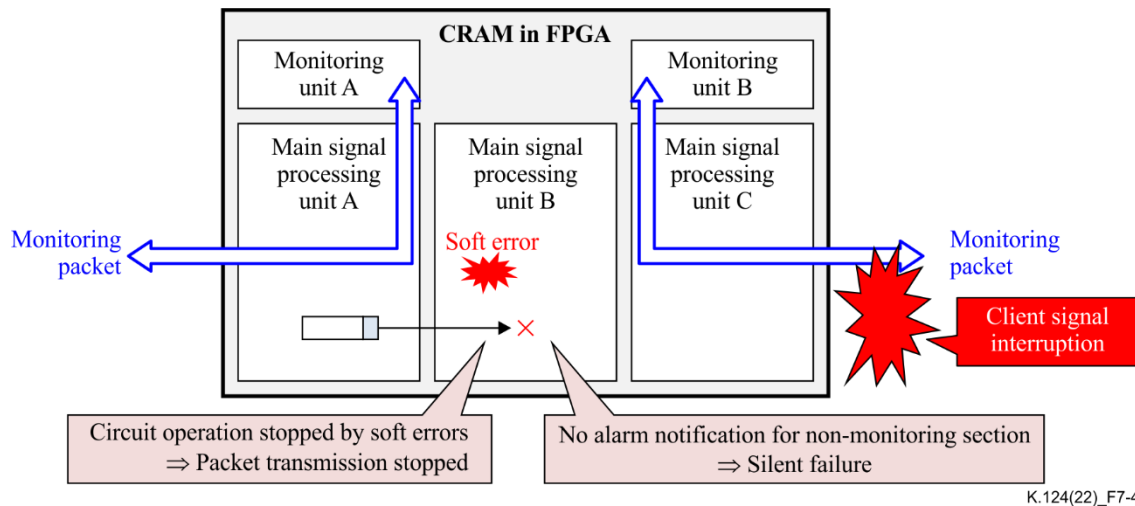 CRAM in FPGA
Monitoring
unit A
Monitoring
unit B
Main signal
processing
unit A
Main signal
processing
unit B
Main signal
processing
unit C
Monitoring
packet
Soft error
Monitoring
packet
Client signal
interruption
Circuit operation stopped by soft errors
⇒ Packet transmission stopped
No alarm notification for non-monitoring section
⇒ Silent failure
K.124(22)_F7-4